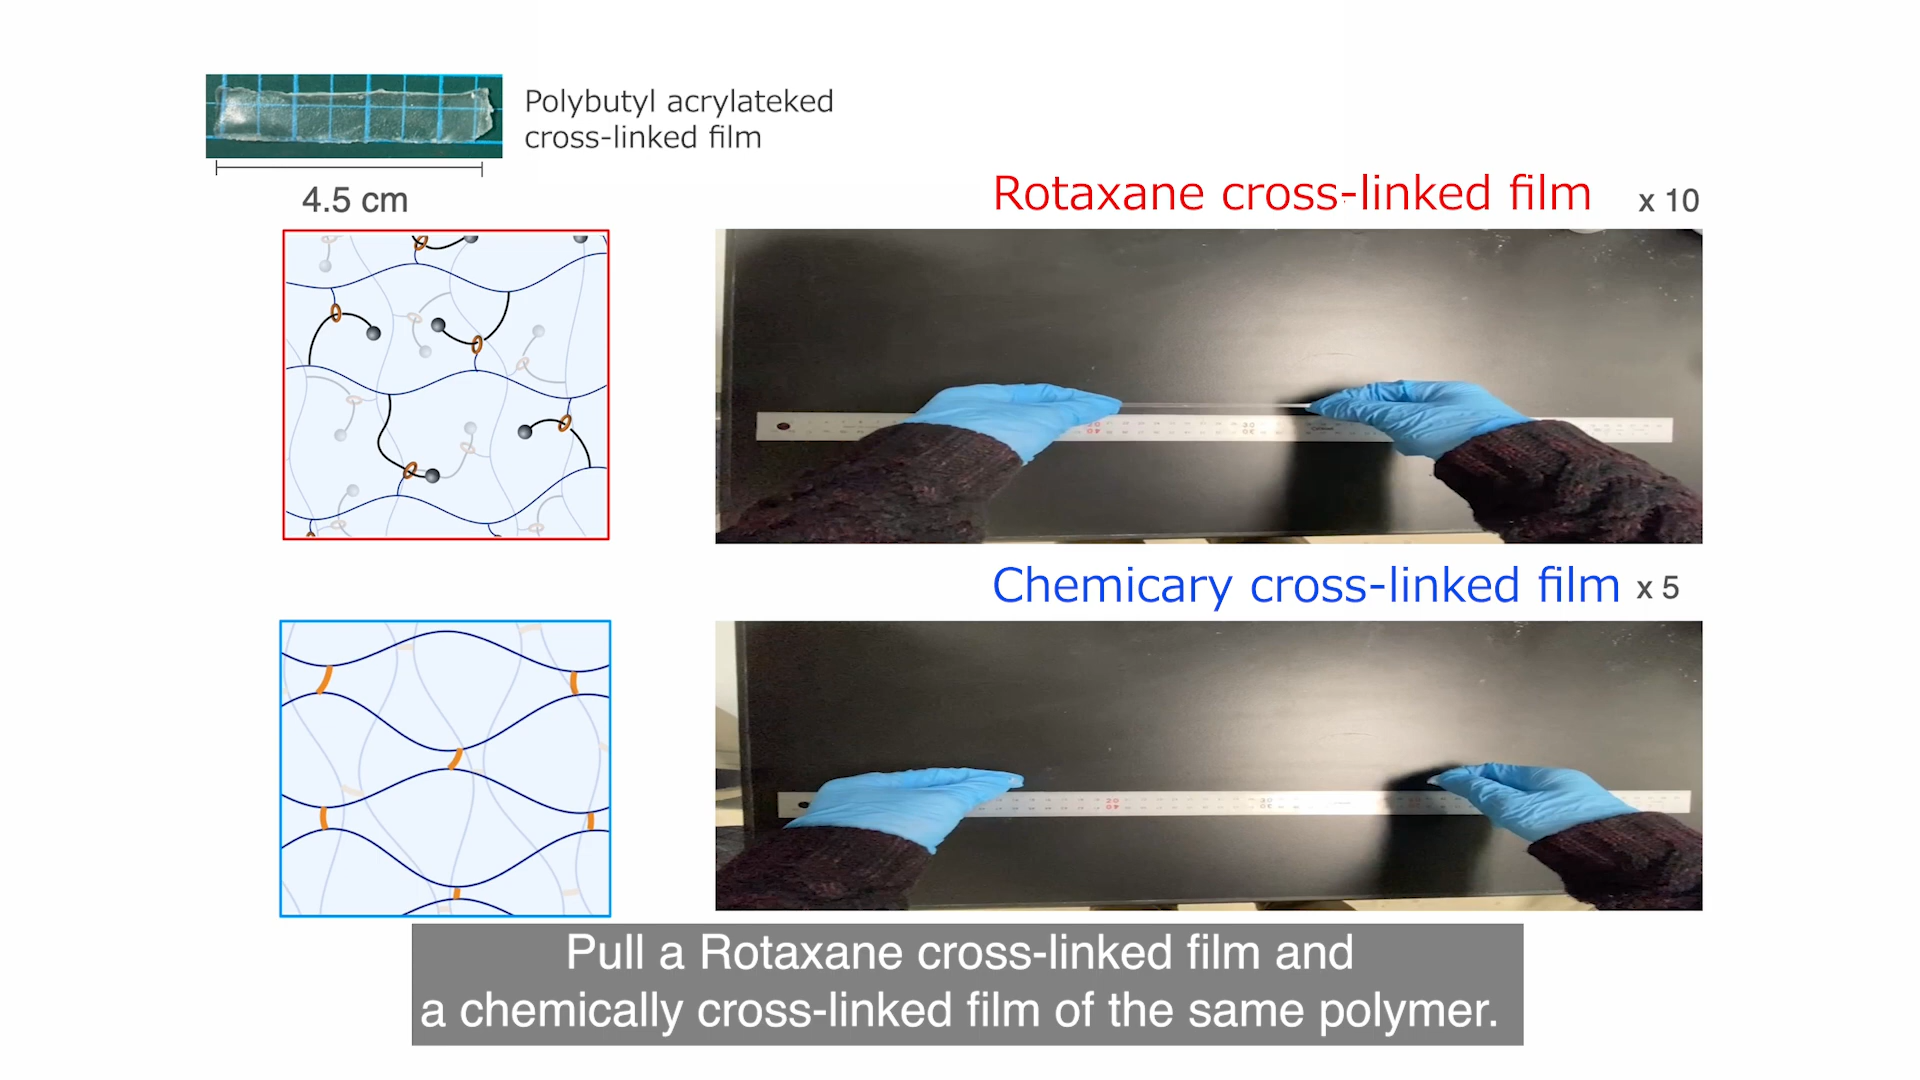 Polybutyl acrylateked
cross-linked film
4.5 cm
Rotaxane cross-linked film x 10
Chemicary cross-linked film x 5
Pull a Rotaxane cross-linked film and
a chemically cross-linked film of the same polymer.